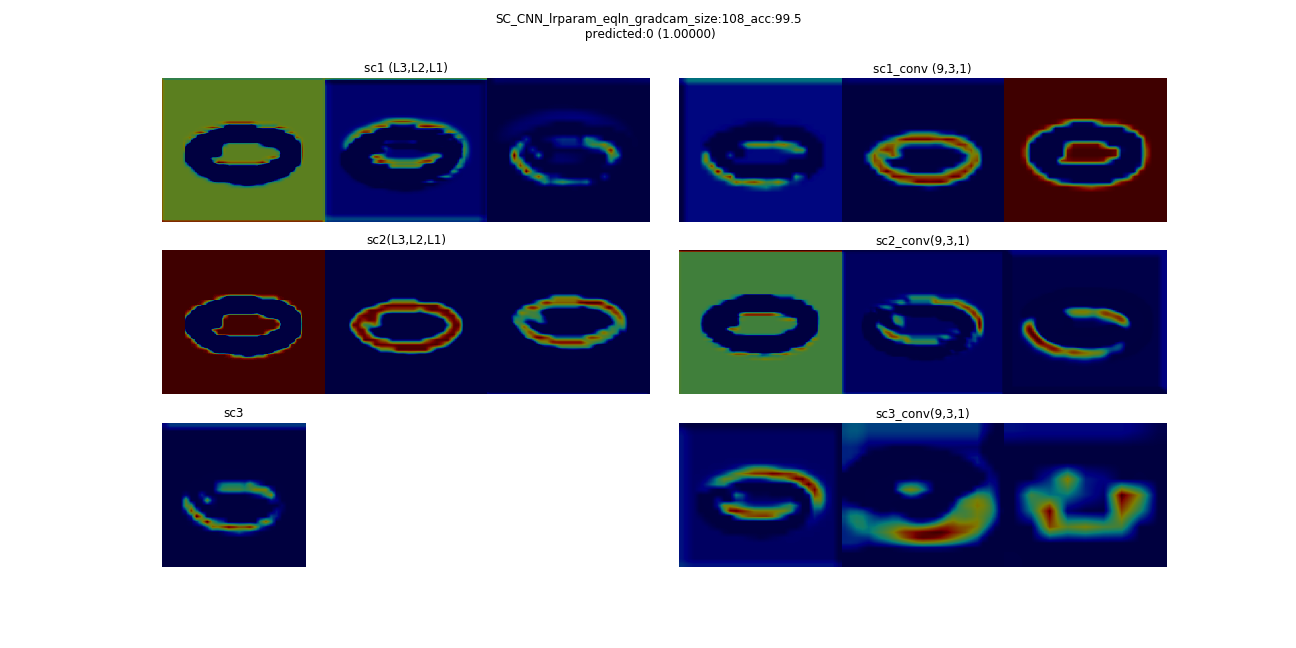 SC_CNN_lrparam_eqln_gradcam_size:108_acc:99.5
predicted:0 (1.00000)
sc1 (L3,L2,L1)
sc1_conv (9,3,1)
sc2(L3,L2,L1)
sc2_conv(9,3,1)
sc3
sc3_conv(9,3,1)